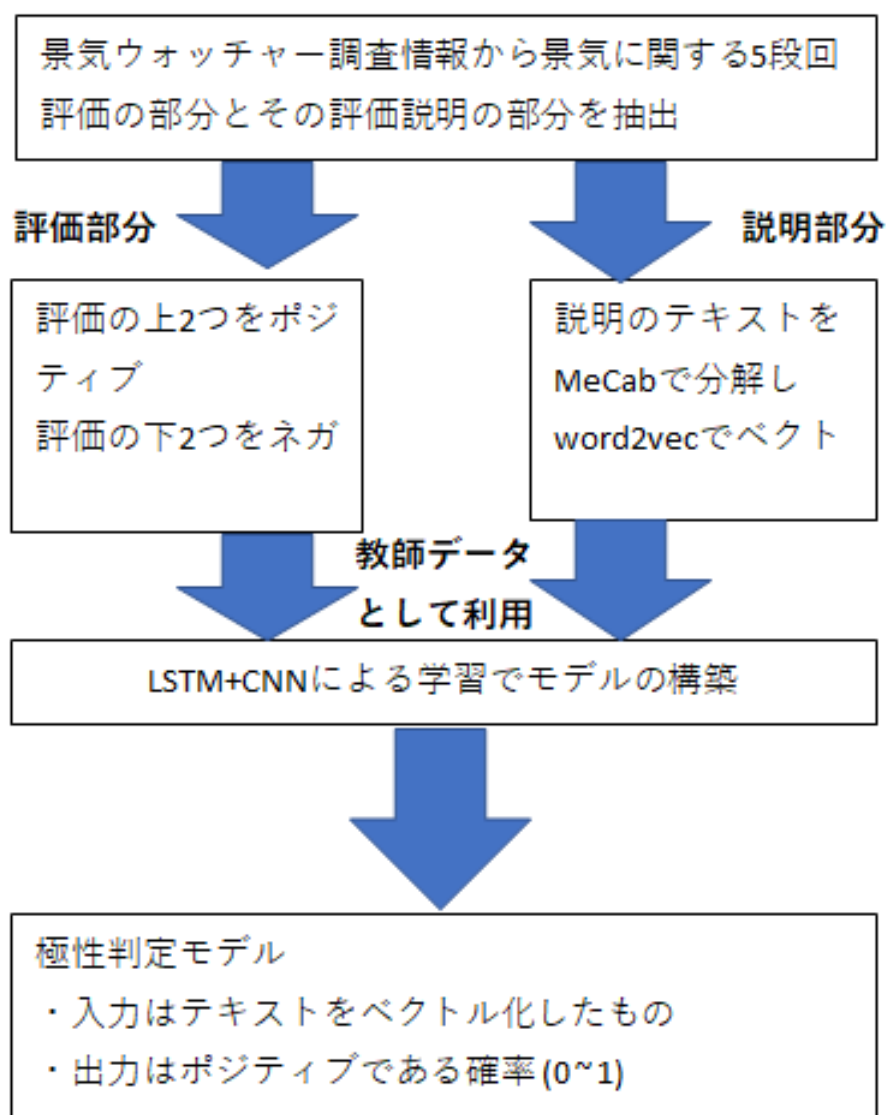 景気ウォッチャー調査情報から景気に関する5段回
評価の部分とその評価説明の部分を抽出
評価部分
説明部分
評価の上2つをポジ
ティブ
評価の下2つをネガ
説明のテキストを
MeCabで分解し
word2vecでベクト
教師データ
として利用
LSTM+CNNによる学習でモデルの構築
極性判定モデル
・入力はテキストをベクトル化したもの
・出力はポジティブである確率(0~1)